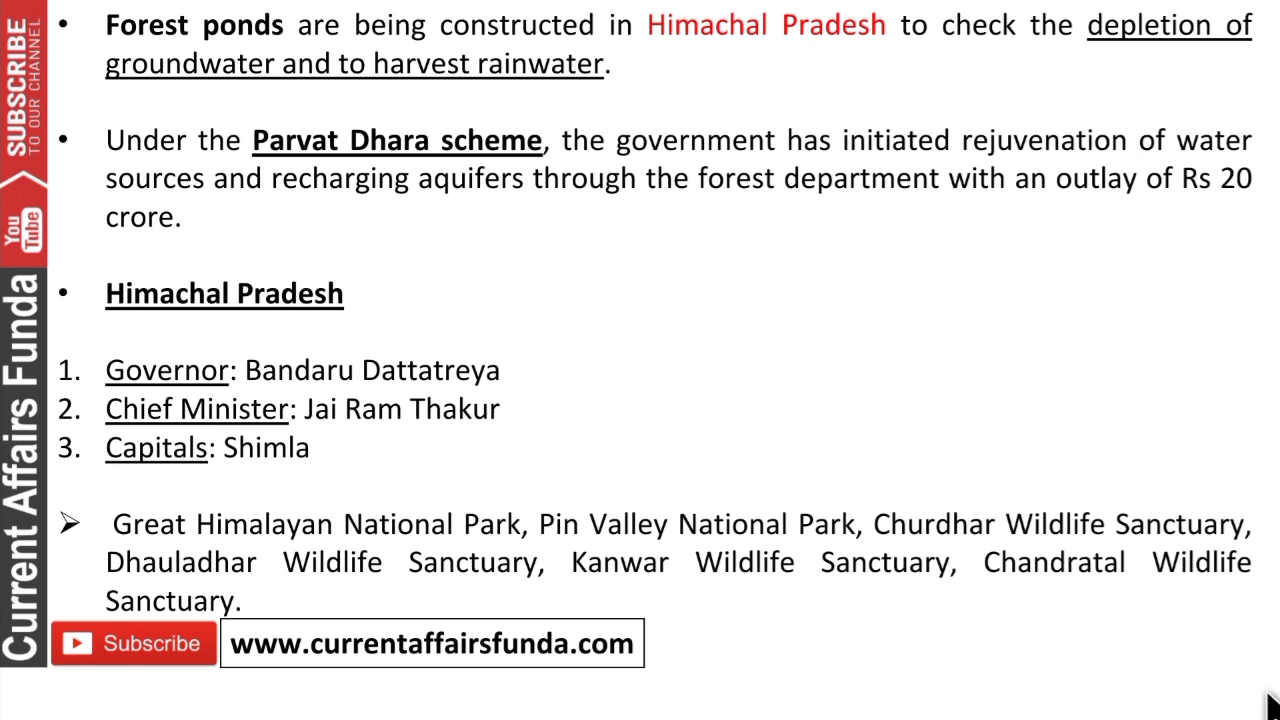 • Forest ponds are being constructed in Himachal Pradesh to check the depletion of
groundwater and to harvest rainwater.
• Under the Parvat Dhara scheme, the government has initiated rejuvenation of water
sources and recharging aquifers through the forest department with an outlay of Rs 20
crore.
• Himachal Pradesh
1. Governor: Bandaru Dattatreya
2. Chief Minister: Jai Ram Thakur
3. Capitals: Shimla
➢ Great Himalayan National Park, Pin Valley National Park, Churdhar Wildlife Sanctuary,
Dhauladhar Wildlife Sanctuary, Kanwar Wildlife Sanctuary, Chandratal Wildlife
Sanctuary.
Subscribe
www.currentaffairsfunda.com
SUBSCRIBE
TO OUR CHANNEL
You
Tube
Current Affairs Funda